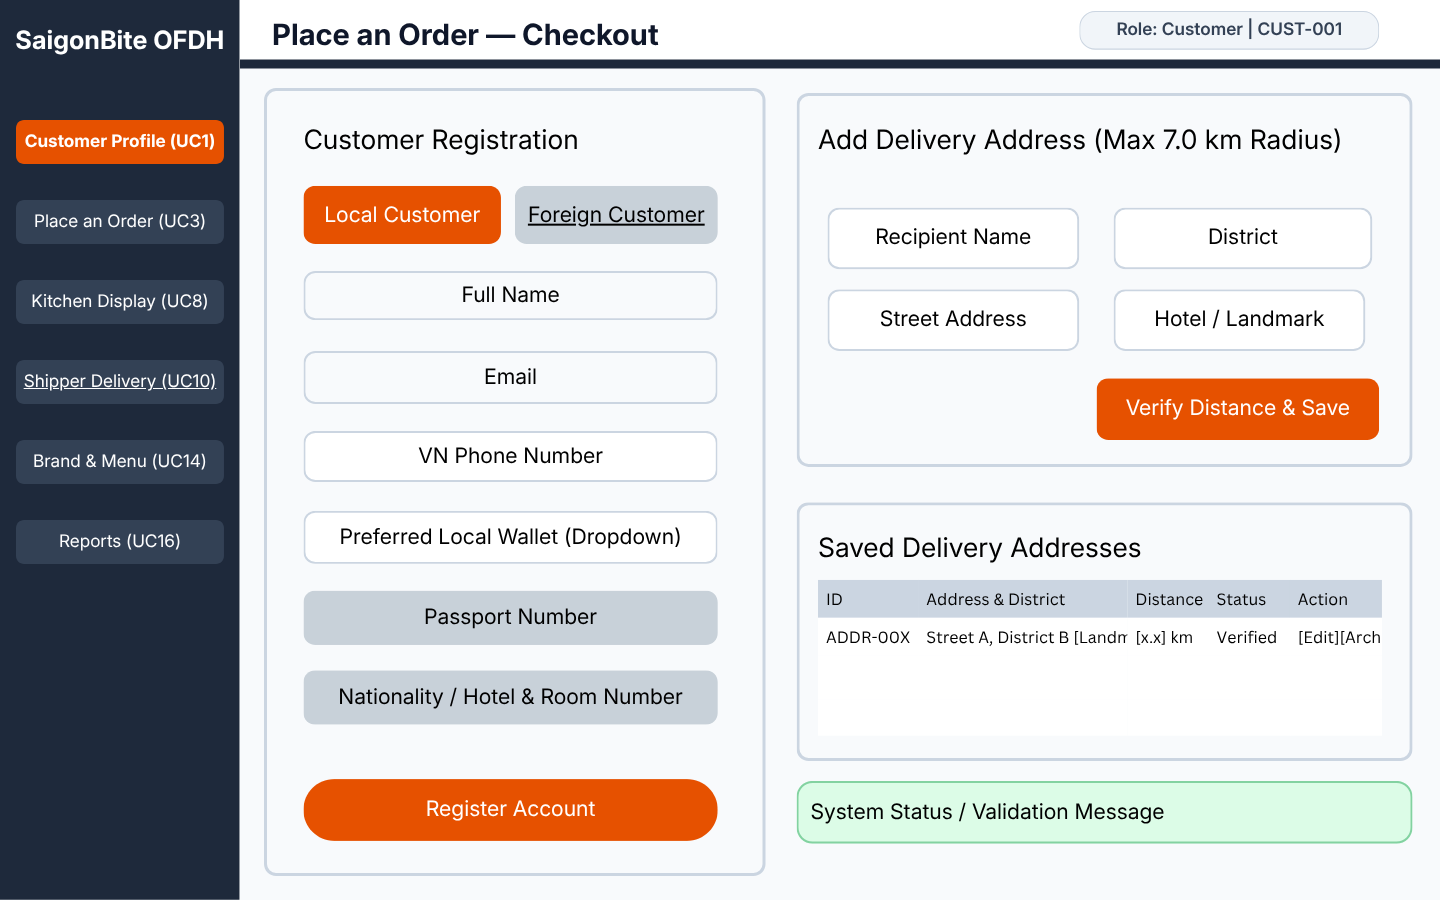 SaigonBite OFDH
Customer Profile (UC1)
Place an Order (UC3)
Kitchen Display (UC8)
Shipper Delivery (UC10)
Brand & Menu (UC14)
Reports (UC16)
Place an Order — Checkout
Role: Customer | CUST-001
Customer Registration
Local Customer
Foreign Customer
Full Name
Email
VN Phone Number
Preferred Local Wallet (Dropdown)
Passport Number
Nationality / Hotel & Room Number
Register Account
Add Delivery Address (Max 7.0 km Radius)
Recipient Name
District
Street Address
Hotel / Landmark
Verify Distance & Save
Saved Delivery Addresses
ID Address & District Distance Status Action
ADDR-00X Street A, District B [Landm [x.x] km Verified [Edit][Arch
System Status / Validation Message